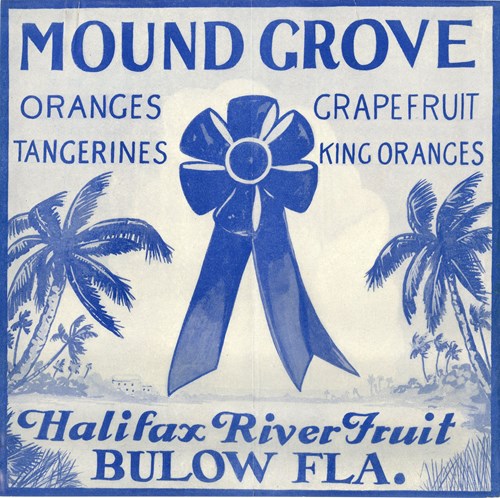 MOUND GROVE
ORANGES GRAPEFRUIT
TANGERINES KING ORANGES
Halifax River Fruit
BULOW FLA.